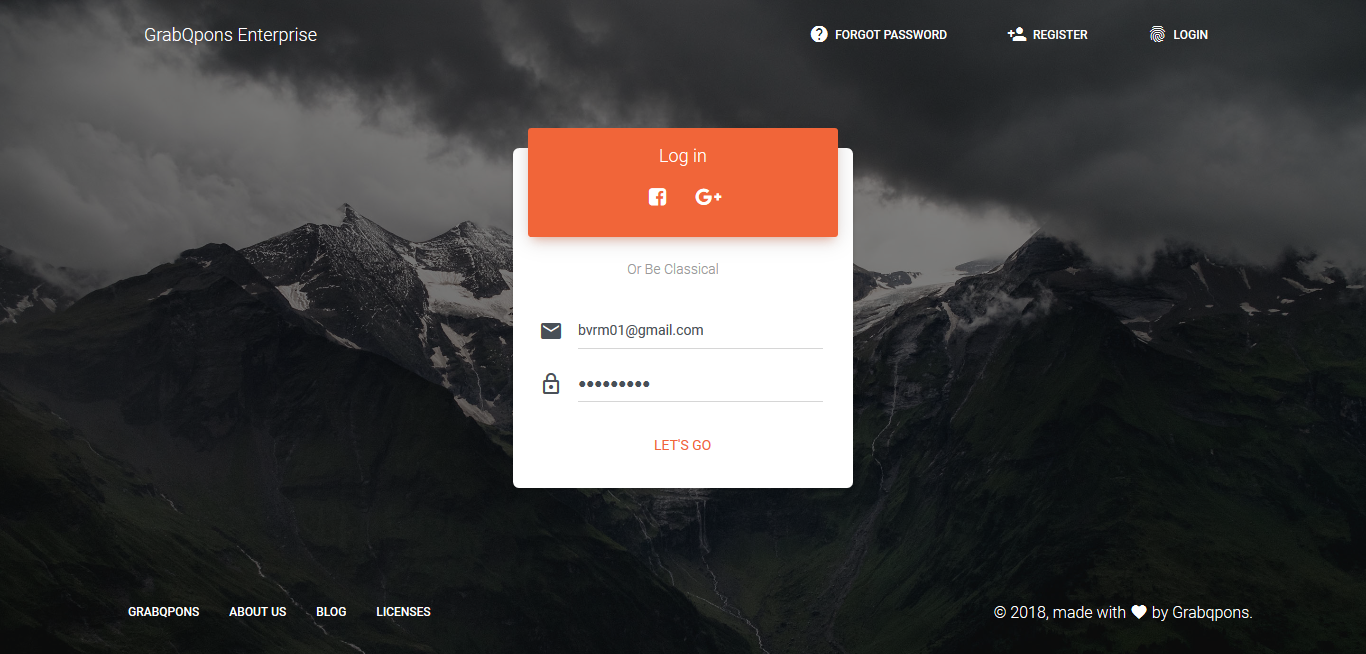 GrabQpons Enterprise
FORGOT PASSWORD
REGISTER
LOGIN
Log in
G+
Or Be Classical
bvrm01@gmail.com
•••••••••
LET'S GO
GRABQPONS
ABOUT US
BLOG
LICENSES
© 2018, made with ♥ by Grabqpons.